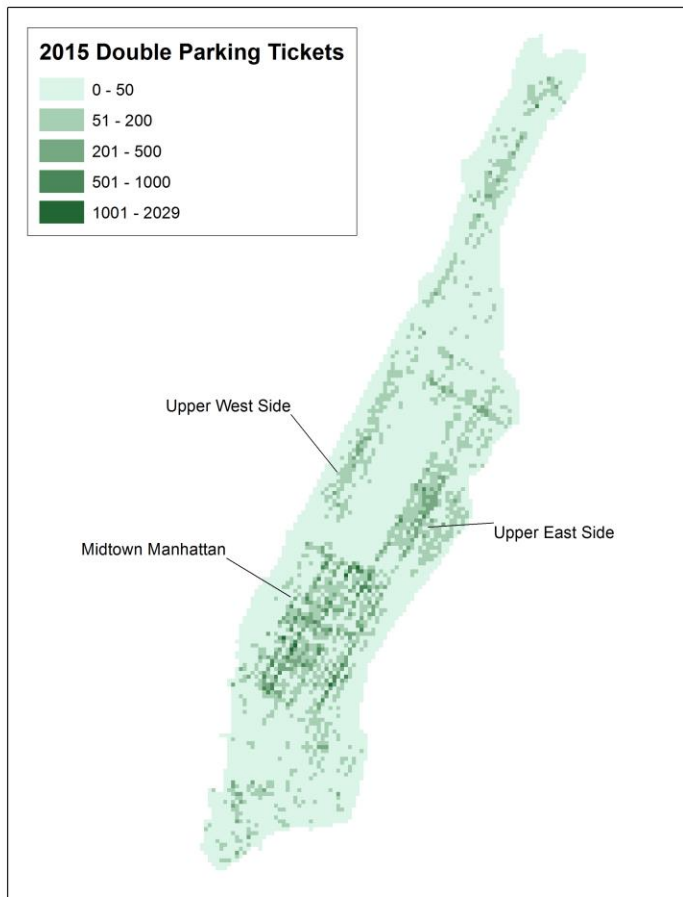 2015 Double Parking Tickets
0 - 50
51 - 200
201 - 500
501 - 1000
1001 - 2029
Upper West Side
Upper East Side
Midtown Manhattan